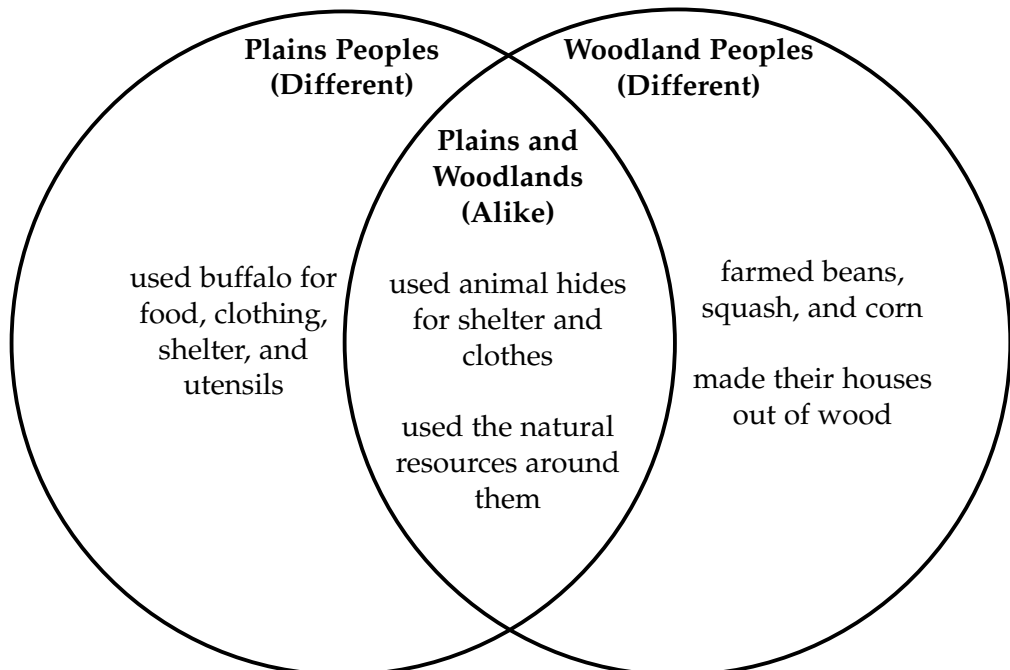 Plains Peoples
(Different)
Woodland Peoples
(Different)
Plains and
Woodlands
(Alike)
used buffalo for
food, clothing,
shelter, and
utensils
used animal hides
for shelter and
clothes
used the natural
resources around
them
farmed beans,
squash, and corn
made their houses
out of wood